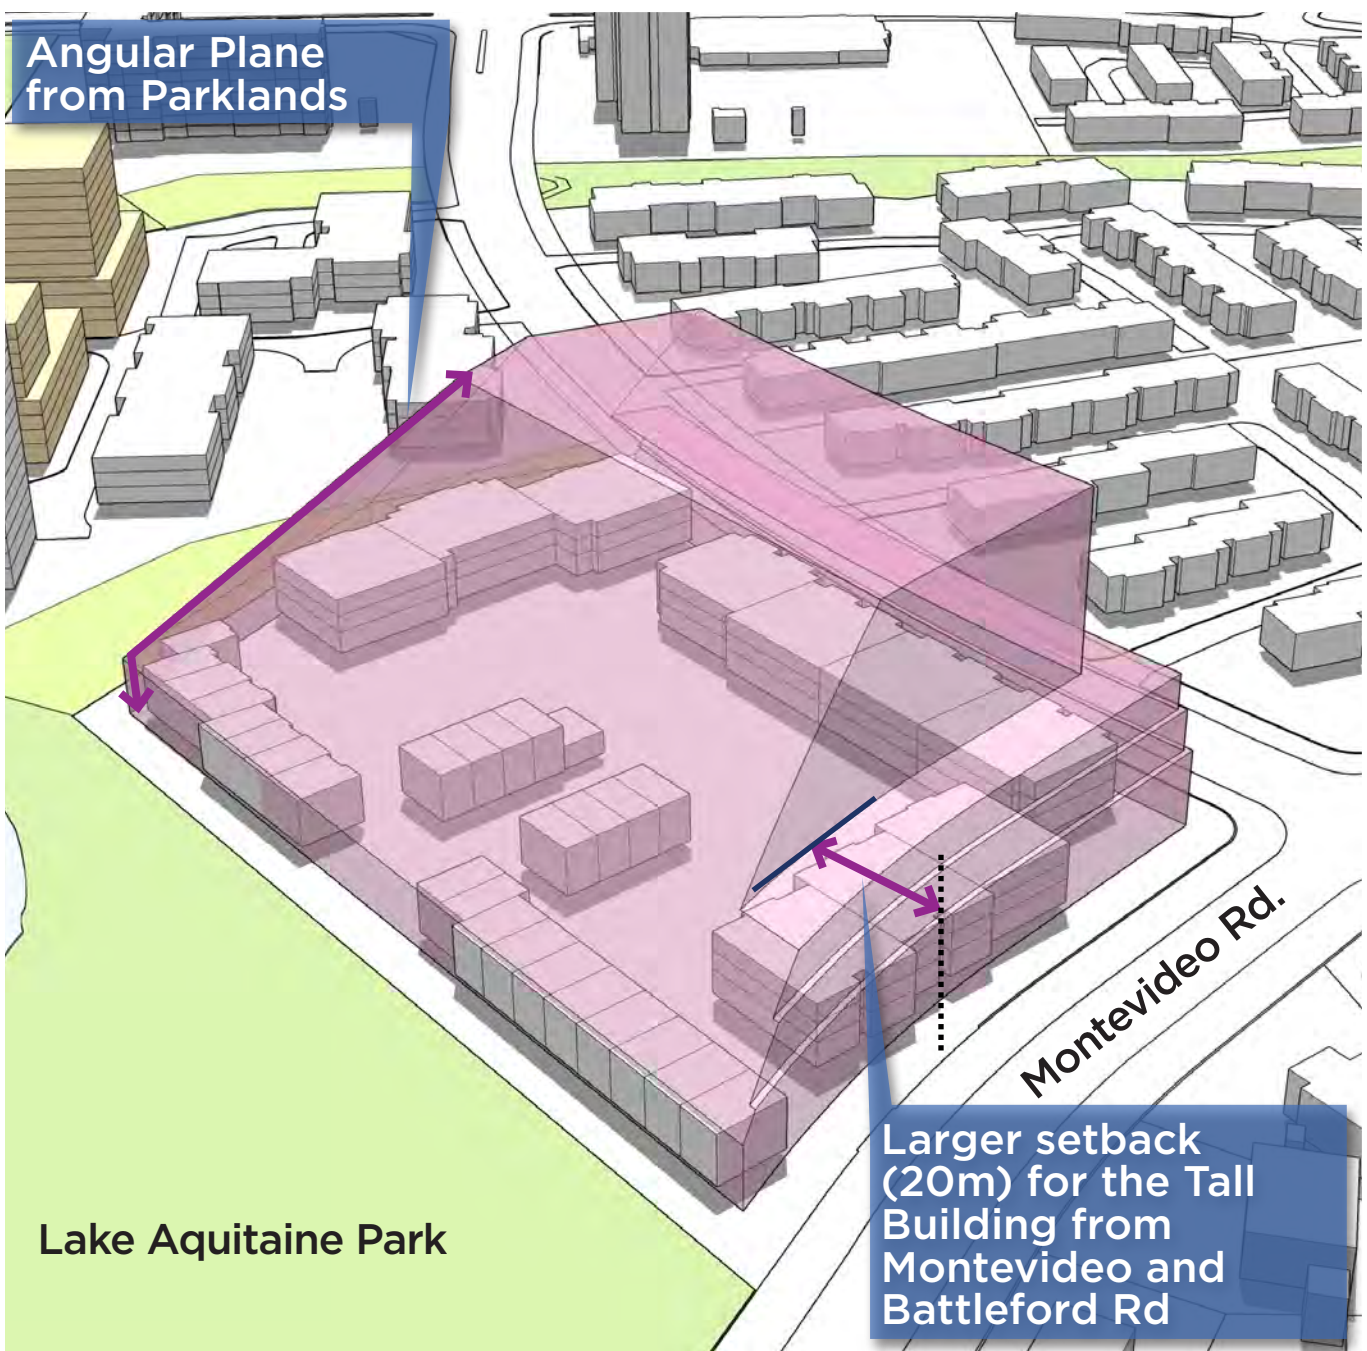 Angular Plane
from Parklands
Montevideo Rd.
Larger setback
(20m) for the Tall
Building from
Montevideo and
Battleford Rd
Lake Aquitaine Park